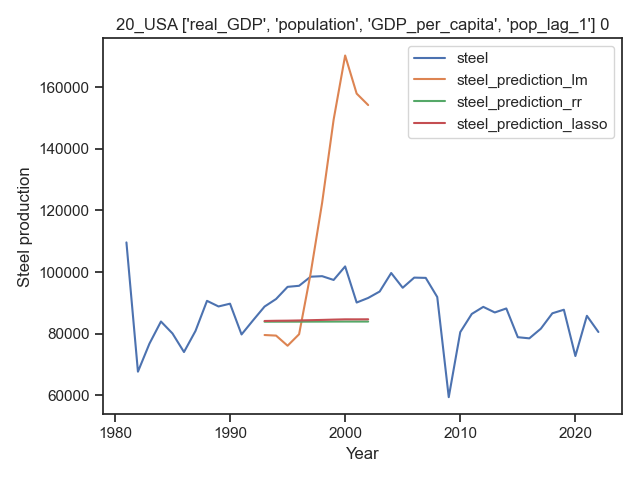 20_USA ['real_GDP', 'population', 'GDP_per_capita', 'pop_lag_1'] 0
steel
steel_prediction_lm
steel_prediction_rr
steel_prediction_lasso
160000
140000
120000
100000
80000
60000
Steel production
1980 1990 2000 2010 2020
Year